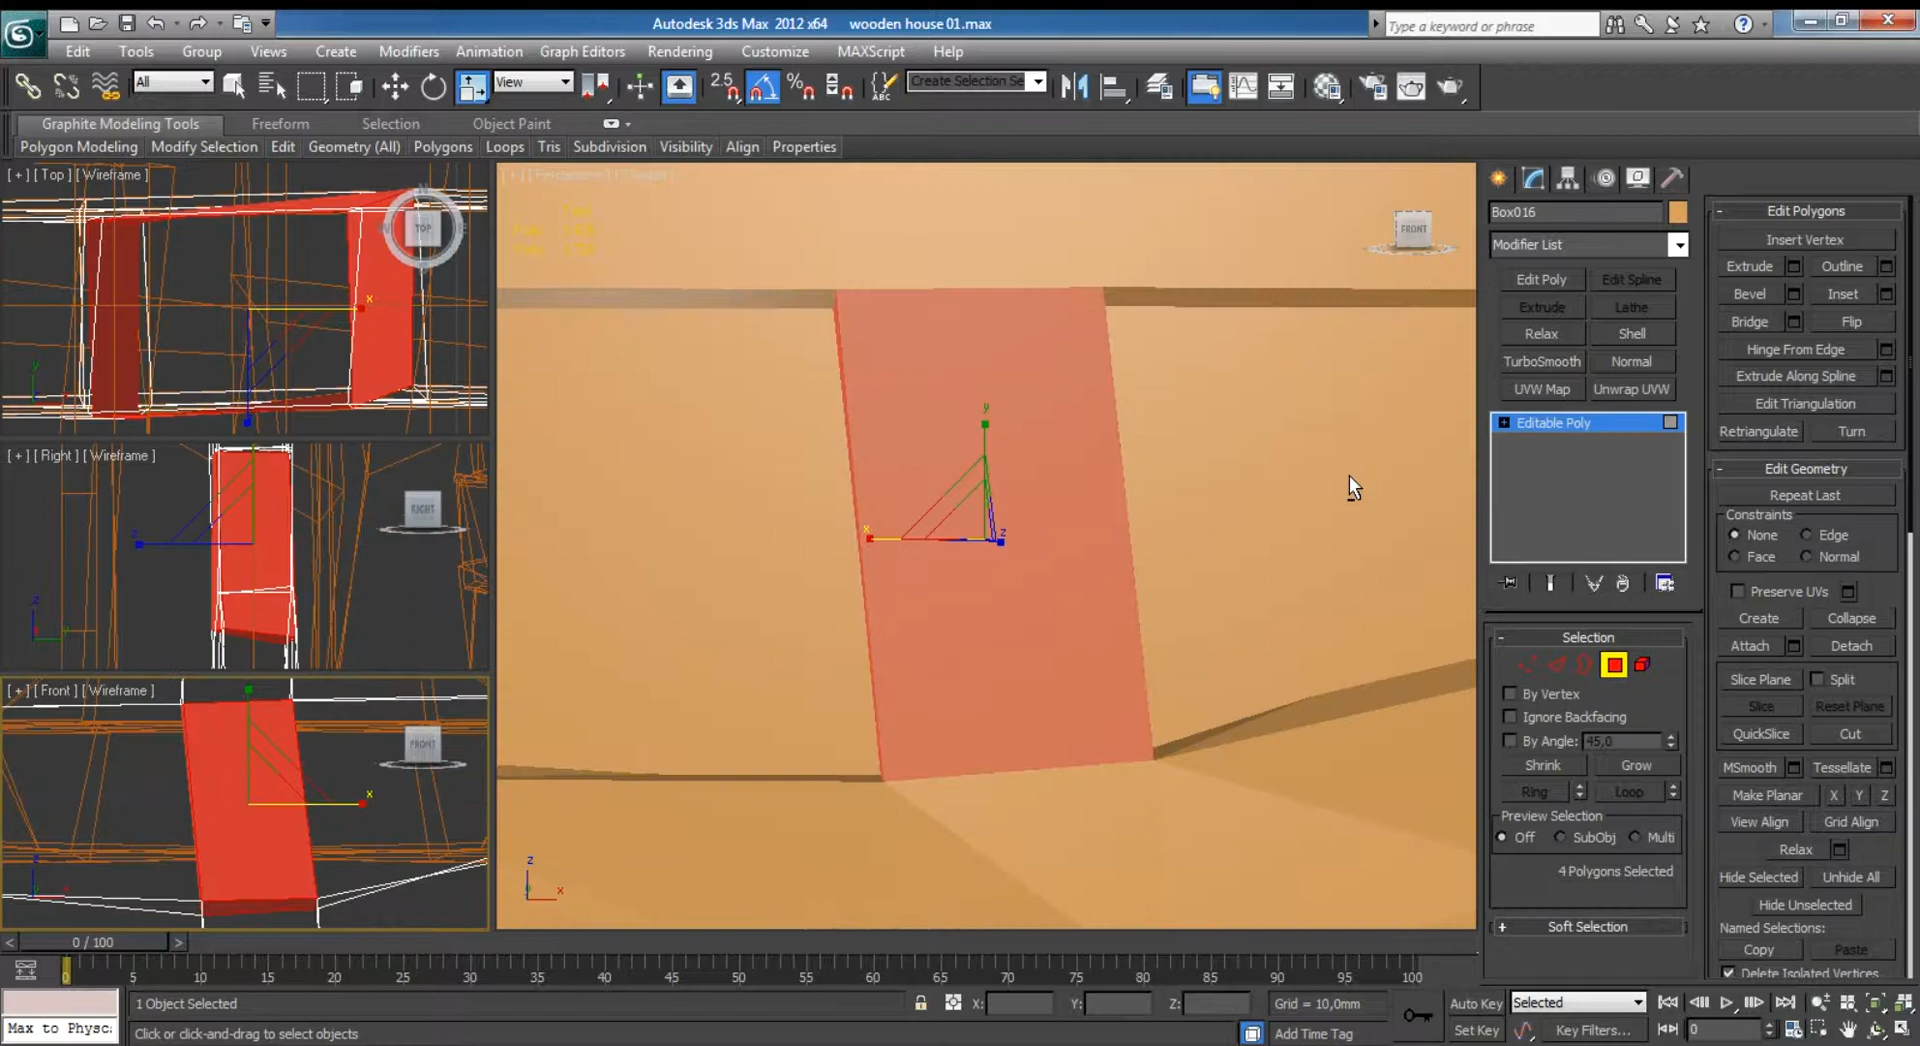 Autodesk 3ds Max 2012 x64 wooden house 01.max
Type a keyword or phrase
Edit Tools Group Views Create Modifiers Animation Graph Editors Rendering Customize MAXScript Help
All View 2.5 % ABC Create Selection Se
Graphite Modeling Tools Freeform Selection Object Paint
Polygon Modeling Modify Selection Edit Geometry (All) Polygons Loops Tris Subdivision Visibility Align Properties
[ + ] [ Top ] [ Wireframe ]
TOP
x
y
[ + ] [ Right ] [ Wireframe ]
RIGHT
z
z
[ + ] [ Front ] [ Wireframe ]
FRONT
x
z
FRONT
y
x
z
z
x
Box016
Modifier List
Edit Poly Edit Spline
Extrude Lathe
Relax Shell
TurboSmooth Normal
UVW Map Unwrap UVW
Editable Poly
Selection
By Vertex
Ignore Backfacing
By Angle: 45,0
Shrink Grow
Ring Loop
Preview Selection
Off SubObj Multi
4 Polygons Selected
Soft Selection
Edit Polygons
Insert Vertex
Extrude Outline
Bevel Inset
Bridge Flip
Hinge From Edge
Extrude Along Spline
Edit Triangulation
Retriangulate Turn
Edit Geometry
Repeat Last
Constraints
None Edge
Face Normal
Preserve UVs
Create Collapse
Attach Detach
Slice Plane Split
Slice Reset Plane
QuickSlice Cut
MSmooth Tessellate
Make Planar X Y Z
View Align Grid Align
Relax
Hide Selected Unhide All
Hide Unselected
Named Selections:
Copy Paste
Delete Isolated Vertices
< 0 / 100 >
0 5 10 15 20 25 30 35 40 45 50 55 60 65 70 75 80 85 90 95 100
1 Object Selected X: Y: Z: Grid = 10,0mm Auto Key Selected
Max to Physc: Click or click-and-drag to select objects Add Time Tag Set Key Key Filters... 0